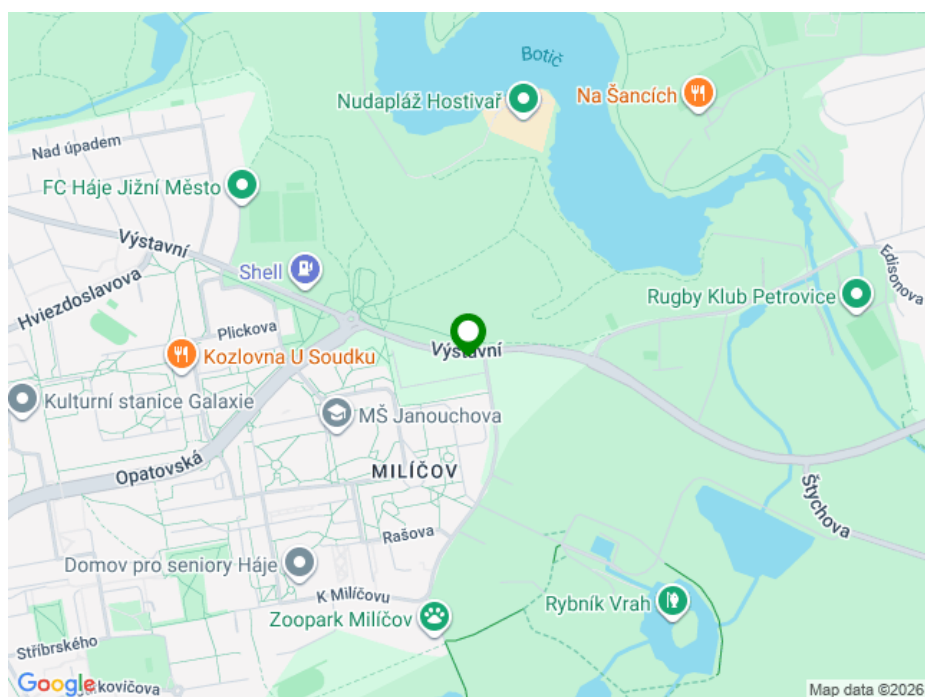 Botič
Nudapláž Hostivař
Na Šancích
Nad úpadem
FC Háje Jižní Město
Výstavní
Edisonova
Shell
Hviezdoslavova
Rugby Klub Petrovice
Plickova
Kozlovna U Soudku
Výstavní
Kulturní stanice Galaxie
MŠ Janouchova
Opatovská
MILÍČOV
Štychova
Rašova
Domov pro seniory Háje
K Milíčovu
Rybník Vrah
Zoopark Milíčov
Stříbrského
Google
Map data ©2026